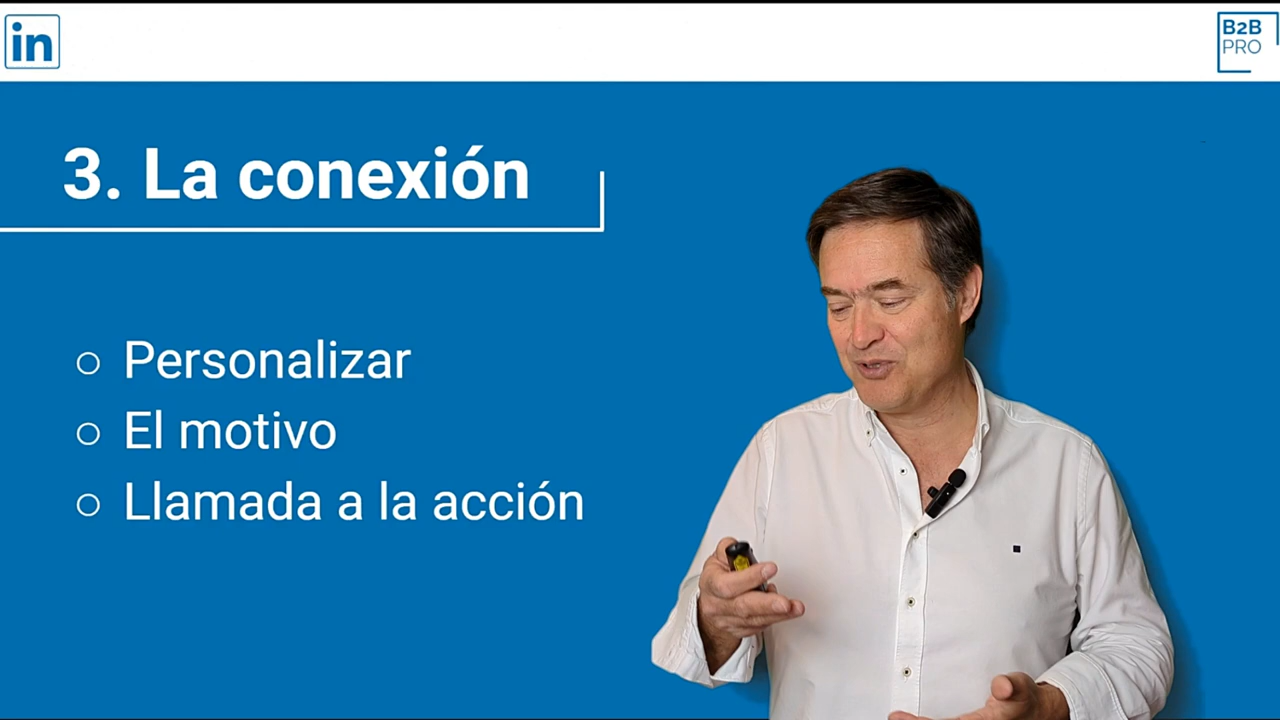 in
B2B
PRO
3. La conexión
○ Personalizar
○ El motivo
○ Llamada a la acción